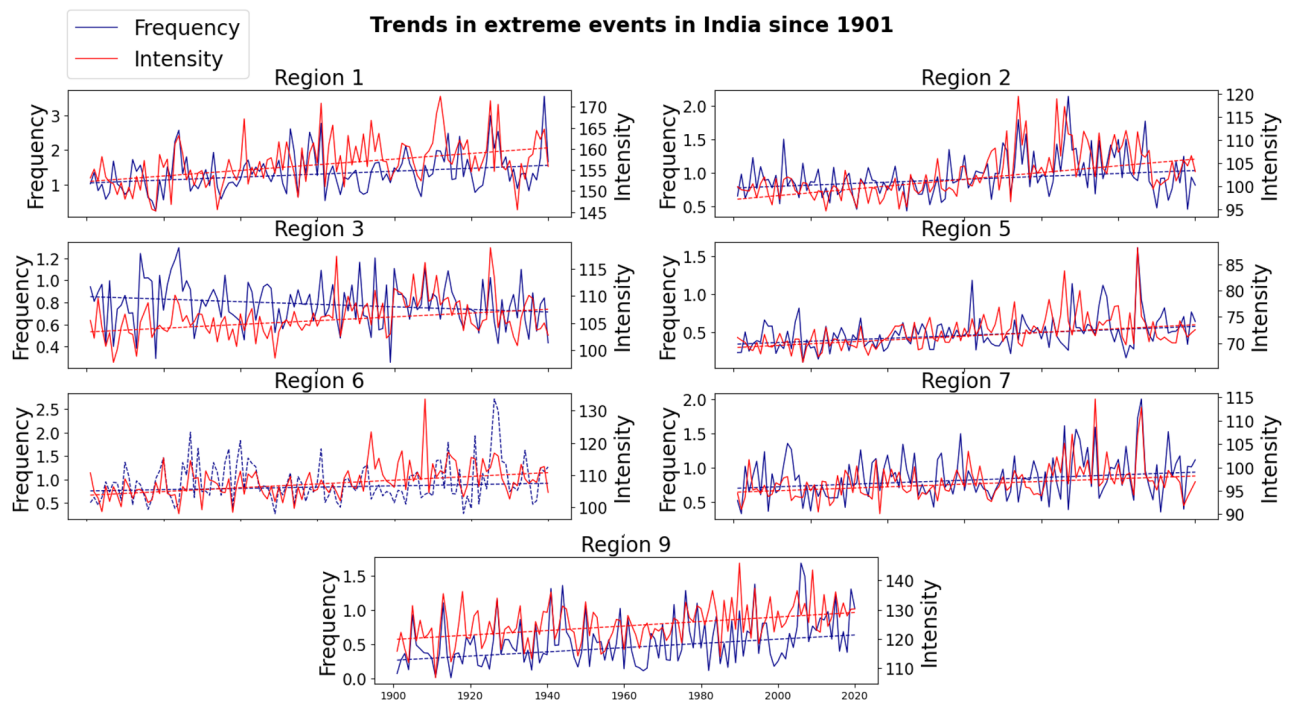 Trends in extreme events in India since 1901
Frequency
Intensity
Region 1
Frequency
3
2
1
170
165
160
155
150
145
Intensity
Region 2
Frequency
2.0
1.5
1.0
0.5
120
115
110
105
100
95
Intensity
Region 3
Frequency
1.2
1.0
0.8
0.6
0.4
115
110
105
100
Intensity
Region 5
Frequency
1.5
1.0
0.5
85
80
75
70
Intensity
Region 6
Frequency
2.5
2.0
1.5
1.0
0.5
130
120
110
100
Intensity
Region 7
Frequency
2.0
1.5
1.0
0.5
115
110
105
100
95
90
Intensity
Region 9
Frequency
1.5
1.0
0.5
0.0
140
130
120
110
Intensity
1900 1920 1940 1960 1980 2000 2020